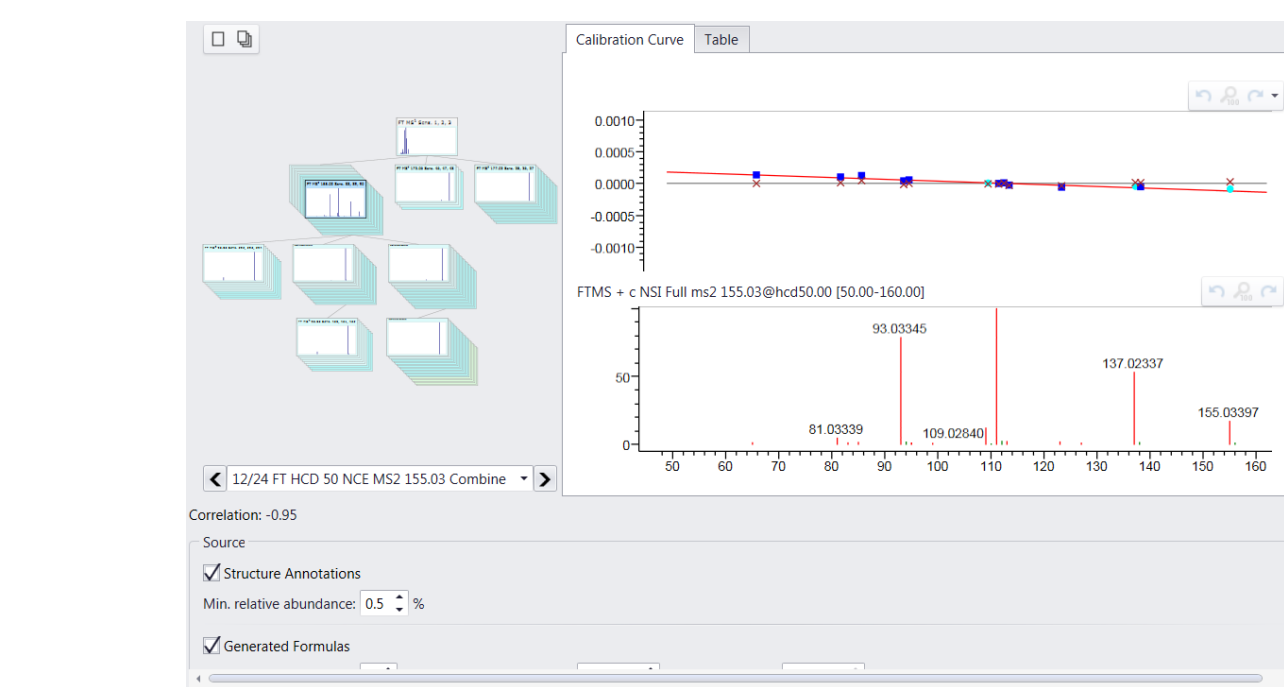 Calibration Curve Table
0.0010
0.0005
0.0000
-0.0005
-0.0010
FTMS + c NSI Full ms2 155.03@hcd50.00 [50.00-160.00]
93.03345
137.02337
50
155.03397
81.03339
109.02840
0
50 60 70 80 90 100 110 120 130 140 150 160
12/24 FT HCD 50 NCE MS2 155.03 Combine
Correlation: -0.95
Source
Structure Annotations
Min. relative abundance: 0.5 %
Generated Formulas